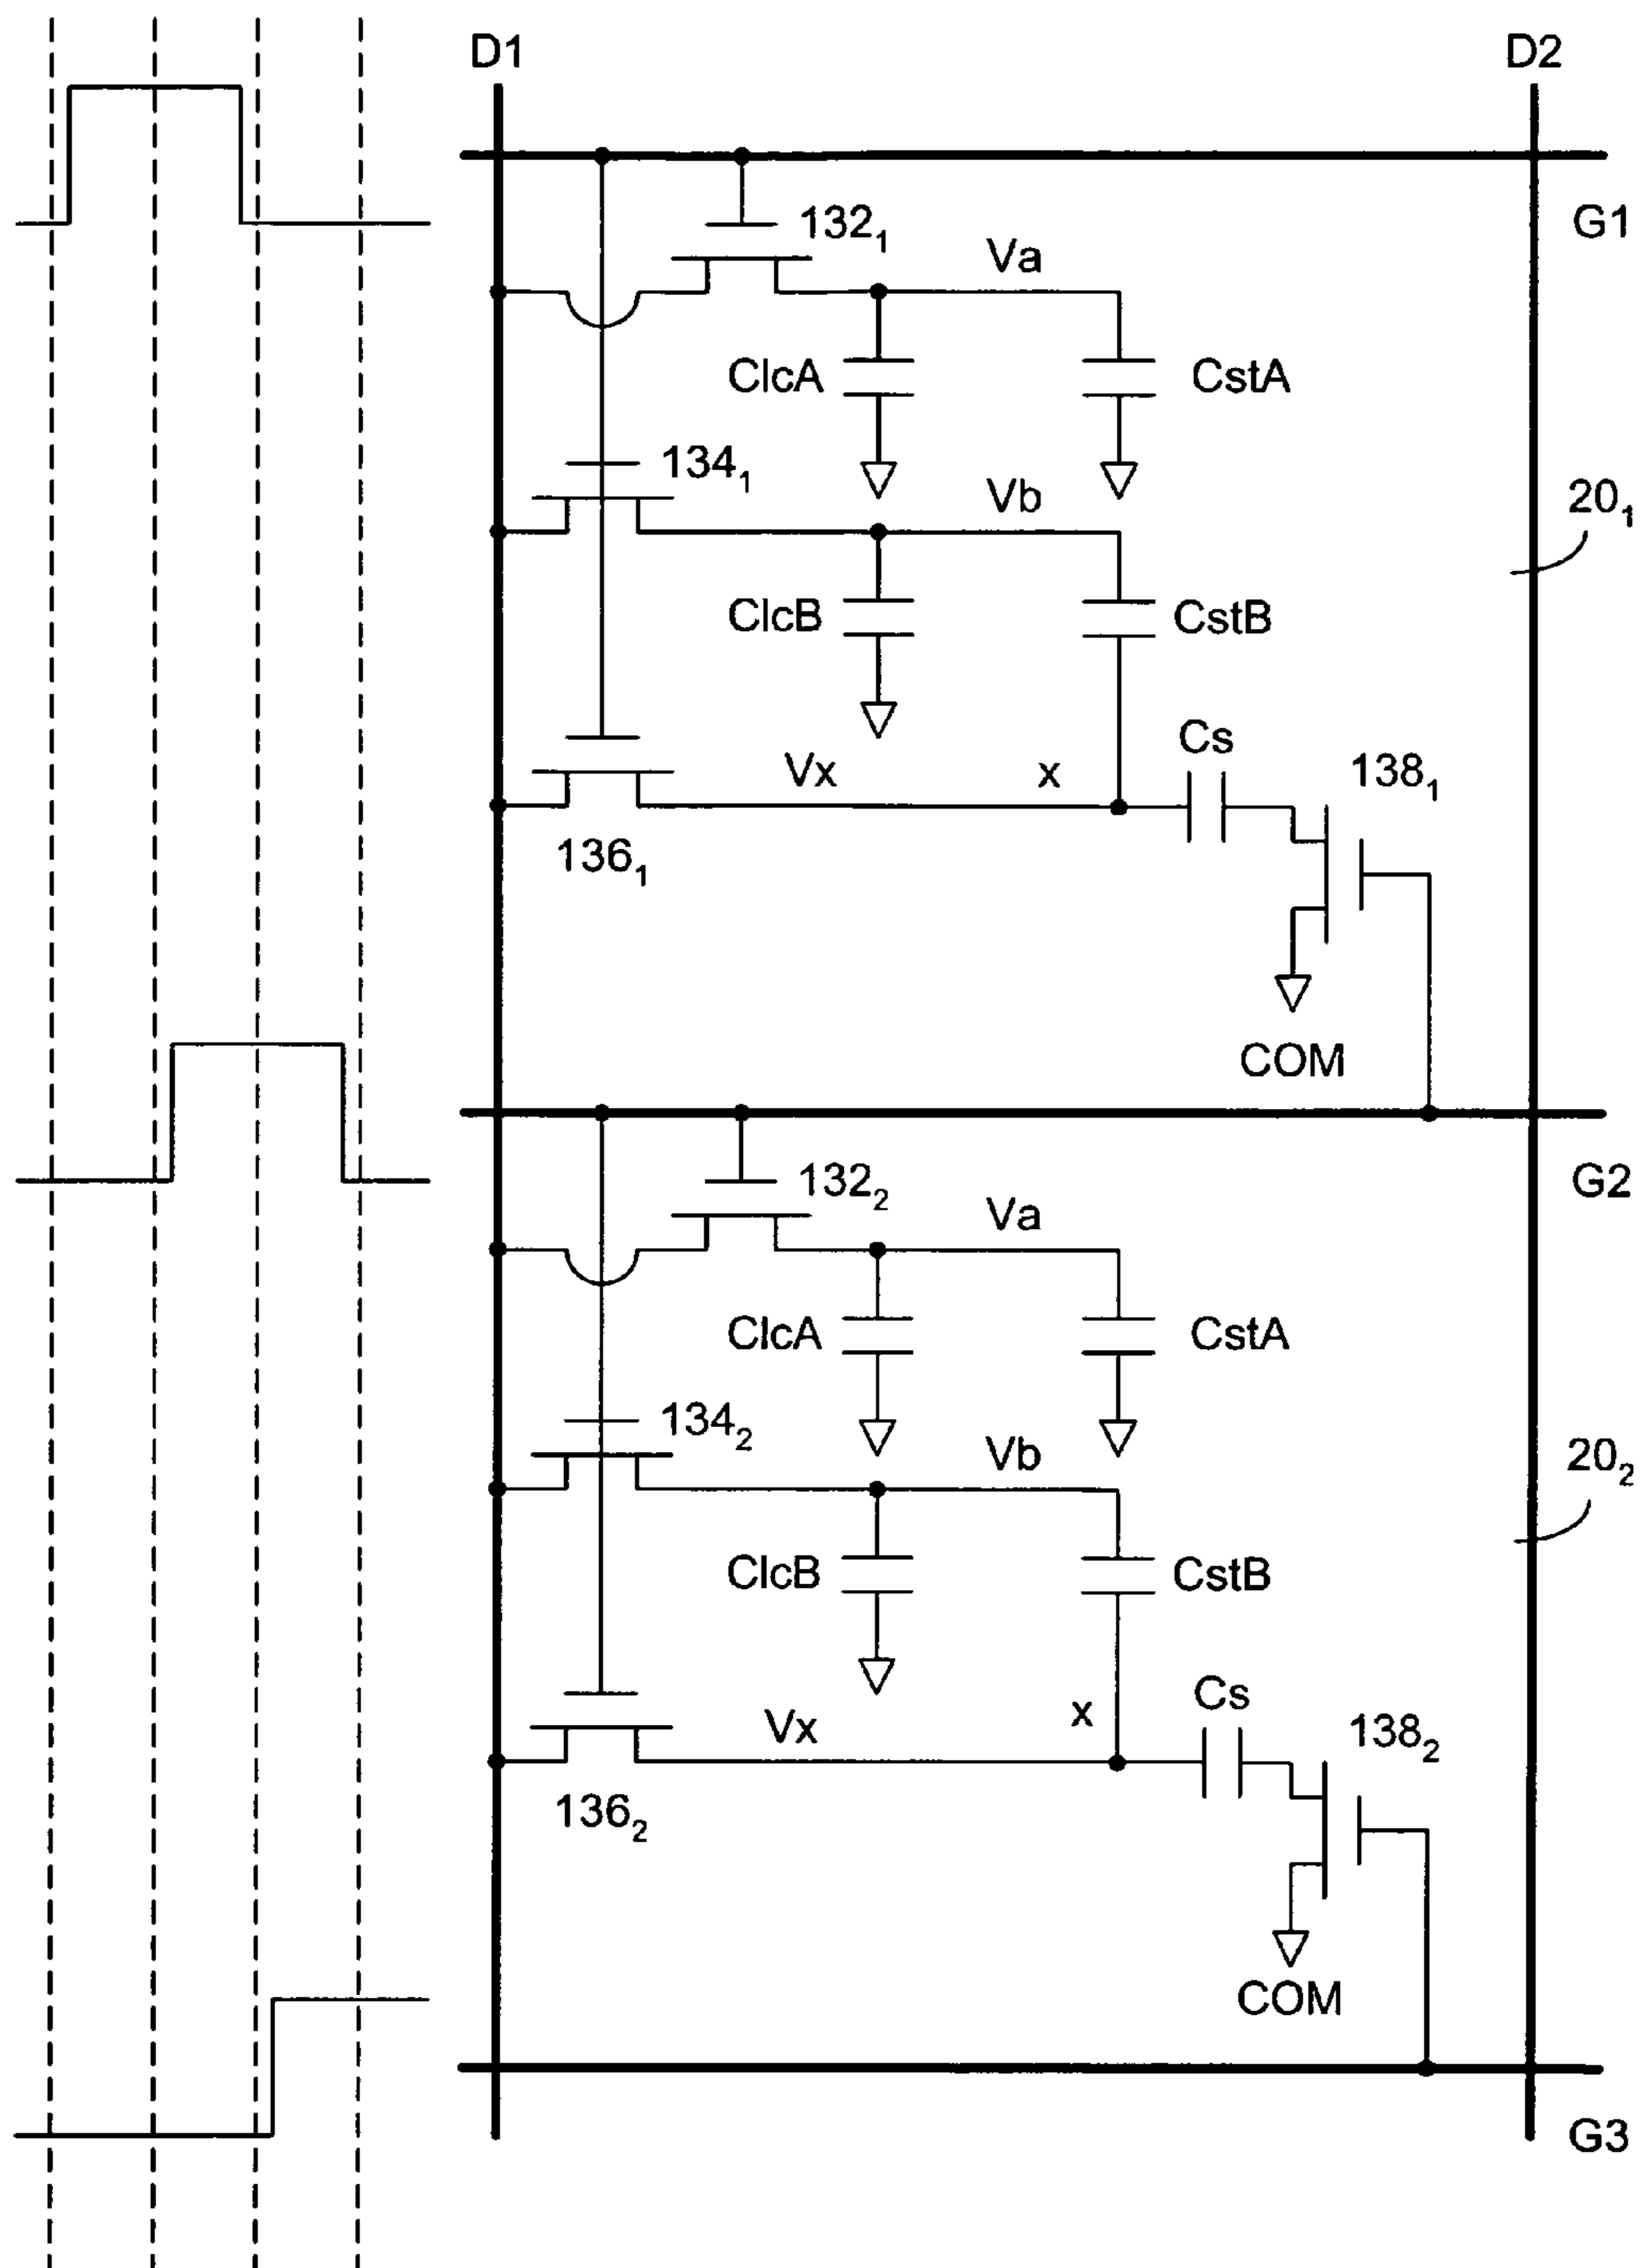 D1
D2
G1
132₁
Va
ClcA
CstA
134₁
Vb
20₁
ClcB
CstB
Cs
Vx
x
138₁
136₁
COM
G2
132₂
Va
ClcA
CstA
134₂
Vb
20₂
ClcB
CstB
Cs
Vx
x
138₂
136₂
COM
G3